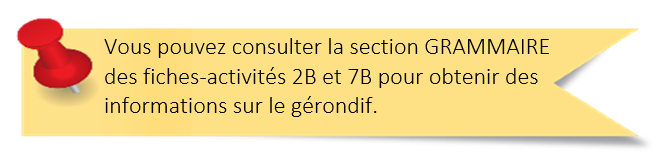 Vous pouvez consulter la section GRAMMAIRE
des fiches-activités 2B et 7B pour obtenir des
informations sur le gérondif.